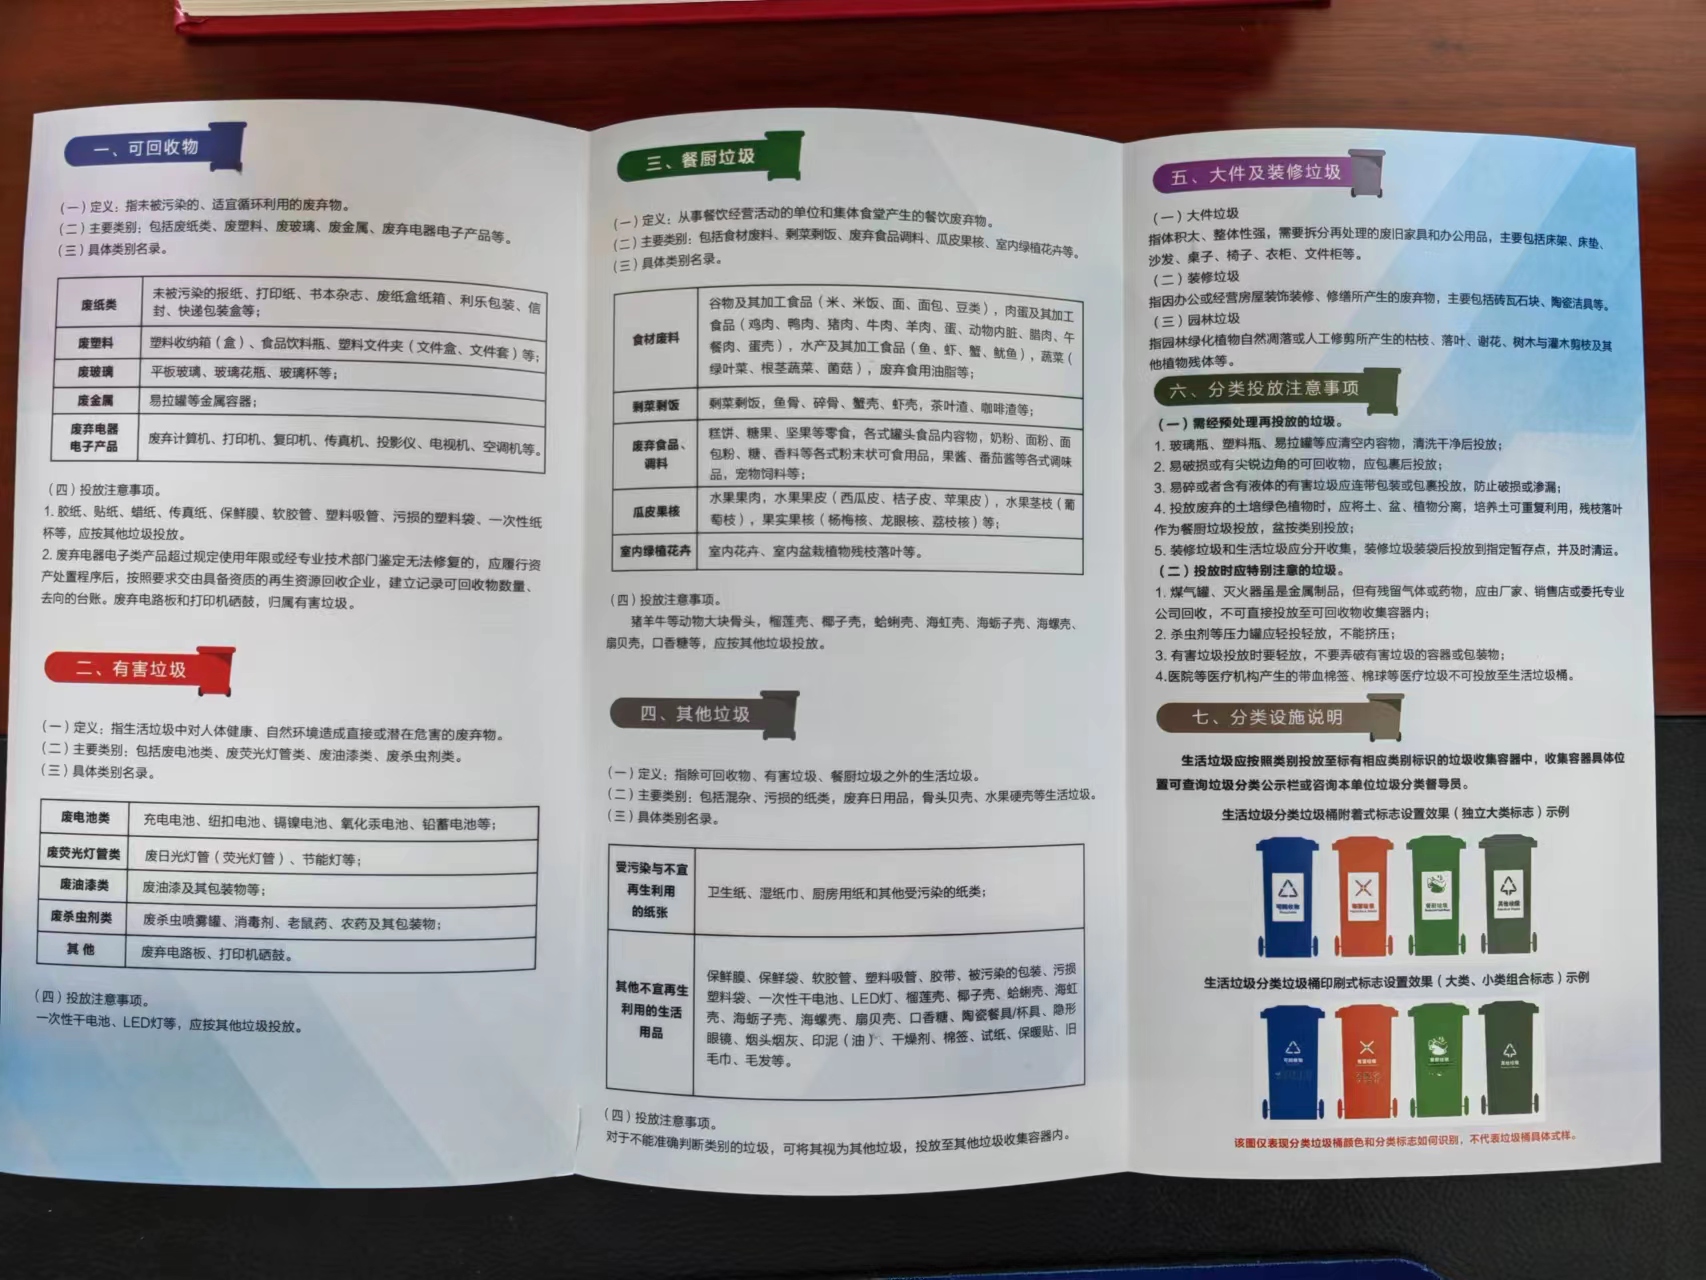 一、可回收物
（一）定义：指未被污染的、适宜循环利用的废弃物。
（二）主要类别：包括废纸类、废塑料、废玻璃、废金属、废弃电器电子产品等。
（三）具体类别名录。
废纸类
未被污染的报纸、打印纸、书本杂志、废纸盒纸箱、利乐包装、信
封、快递包装盒等；
废塑料
塑料收纳箱（盒）、食品饮料瓶、塑料文件夹（文件盒、文件套）等；
废玻璃
平板玻璃、玻璃花瓶、玻璃杯等；
废金属
易拉罐等金属容器；
废弃电器
电子产品
废弃计算机、打印机、复印机、传真机、投影仪、电视机、空调机等。
（四）投放注意事项。
1. 胶纸、贴纸、蜡纸、传真纸、保鲜膜、软胶管、塑料吸管、污损的塑料袋、一次性纸
杯等，应按其他垃圾投放。
2. 废弃电器电子类产品超过规定使用年限或经专业技术部门鉴定无法修复的，应履行资
产处置程序后，按照要求交由具备资质的再生资源回收企业，建立记录可回收物数量、
去向的台账。废弃电路板和打印机硒鼓，归属有害垃圾。
二、有害垃圾
（一）定义：指生活垃圾中对人体健康、自然环境造成直接或潜在危害的废弃物。
（二）主要类别：包括废电池类、废荧光灯管类、废油漆类、废杀虫剂类。
（三）具体类别名录。
废电池类
充电电池、纽扣电池、镉镍电池、氧化汞电池、铅蓄电池等；
废荧光灯管类
废日光灯管（荧光灯管）、节能灯等；
废油漆类
废油漆及其包装物等；
废杀虫剂类
废杀虫喷雾罐、消毒剂、老鼠药、农药及其包装物；
其 他
废弃电路板、打印机硒鼓。
（四）投放注意事项。
一次性干电池、LED灯等，应按其他垃圾投放。
三、餐厨垃圾
（一）定义：从事餐饮经营活动的单位和集体食堂产生的餐饮废弃物。
（二）主要类别：包括食材废料、剩菜剩饭、废弃食品调料、瓜皮果核、室内绿植花卉等。
（三）具体类别名录。
食材废料
谷物及其加工食品（米、米饭、面、面包、豆类），肉蛋及其加工
食品（鸡肉、鸭肉、猪肉、牛肉、羊肉、蛋、动物内脏、腊肉、午
餐肉、蛋壳），水产及其加工食品（鱼、虾、蟹、鱿鱼），蔬菜（
绿叶菜、根茎蔬菜、菌菇），废弃食用油脂等；
剩菜剩饭
剩菜剩饭，鱼骨、碎骨、蟹壳、虾壳，茶叶渣、咖啡渣等；
废弃食品、
调料
糕饼、糖果、坚果等零食，各式罐头食品内容物，奶粉、面粉、面
包粉、糖、香料等各式粉末状可食用品，果酱、番茄酱等各式调味
品，宠物饲料等；
瓜皮果核
水果果肉，水果果皮（西瓜皮、桔子皮、苹果皮），水果茎枝（葡
萄枝），果实果核（杨梅核、龙眼核、荔枝核）等；
室内绿植花卉
室内花卉、室内盆栽植物残枝落叶等。
（四）投放注意事项。
猪羊牛等动物大块骨头，榴莲壳、椰子壳，蛤蜊壳、海虹壳、海蛎子壳、海螺壳、
扇贝壳，口香糖等，应按其他垃圾投放。
四、其他垃圾
（一）定义：指除可回收物、有害垃圾、餐厨垃圾之外的生活垃圾。
（二）主要类别：包括混杂、污损的纸类，废弃日用品，骨头贝壳、水果硬壳等生活垃圾。
（三）具体类别名录。
受污染与不宜
再生利用
的纸张
卫生纸、湿纸巾、厨房用纸和其他受污染的纸类；
其他不宜再生
利用的生活
用品
保鲜膜、保鲜袋、软胶管、塑料吸管、胶带、被污染的包装、污损
塑料袋、一次性干电池、LED灯、榴莲壳、椰子壳、蛤蜊壳、海虹
壳、海蛎子壳、海螺壳、扇贝壳、口香糖、陶瓷餐具/杯具、隐形
眼镜、烟头烟灰、印泥（油）、干燥剂、棉签、试纸、保暖贴、旧
毛巾、毛发等。
（四）投放注意事项。
对于不能准确判断类别的垃圾，可将其视为其他垃圾，投放至其他垃圾收集容器内。
五、大件及装修垃圾
（一）大件垃圾
指体积大、整体性强，需要拆分再处理的废旧家具和办公用品，主要包括床架、床垫、
沙发、桌子、椅子、衣柜、文件柜等。
（二）装修垃圾
指因办公或经营房屋装饰装修、修缮所产生的废弃物，主要包括砖瓦石块、陶瓷洁具等。
（三）园林垃圾
指园林绿化植物自然凋落或人工修剪所产生的枯枝、落叶、谢花、树木与灌木剪枝及其
他植物残体等。
六、分类投放注意事项
（一）需经预处理再投放的垃圾。
1. 玻璃瓶、塑料瓶、易拉罐等应清空内容物，清洗干净后投放；
2. 易破损或有尖锐边角的可回收物，应包裹后投放；
3. 易碎或者含有液体的有害垃圾应连带包装或包裹投放，防止破损或渗漏；
4. 投放废弃的土培绿色植物时，应将土、盆、植物分离，培养土可重复利用，残枝落叶
作为餐厨垃圾投放，盆按类别投放；
5. 装修垃圾和生活垃圾应分开收集，装修垃圾装袋后投放到指定暂存点，并及时清运。
（二）投放时应特别注意的垃圾。
1. 煤气罐、灭火器虽是金属制品，但有残留气体或药物，应由厂家、销售店或委托专业
公司回收，不可直接投放至可回收物收集容器内；
2. 杀虫剂等压力罐应轻投轻放，不能挤压；
3. 有害垃圾投放时要轻放，不要弄破有害垃圾的容器或包装物；
4.医院等医疗机构产生的带血棉签、棉球等医疗垃圾不可投放至生活垃圾桶。
七、分类设施说明
生活垃圾应按照类别投放至标有相应类别标识的垃圾收集容器中，收集容器具体位
置可查询垃圾分类公示栏或咨询本单位垃圾分类督导员。
生活垃圾分类垃圾桶附着式标志设置效果（独立大类标志）示例
可回收物
有害垃圾
餐厨垃圾
其他垃圾
生活垃圾分类垃圾桶印刷式标志设置效果（大类、小类组合标志）示例
可回收物
有害垃圾
餐厨垃圾
其他垃圾
该图仅表现分类垃圾桶颜色和分类标志如何识别，不代表垃圾桶具体式样。